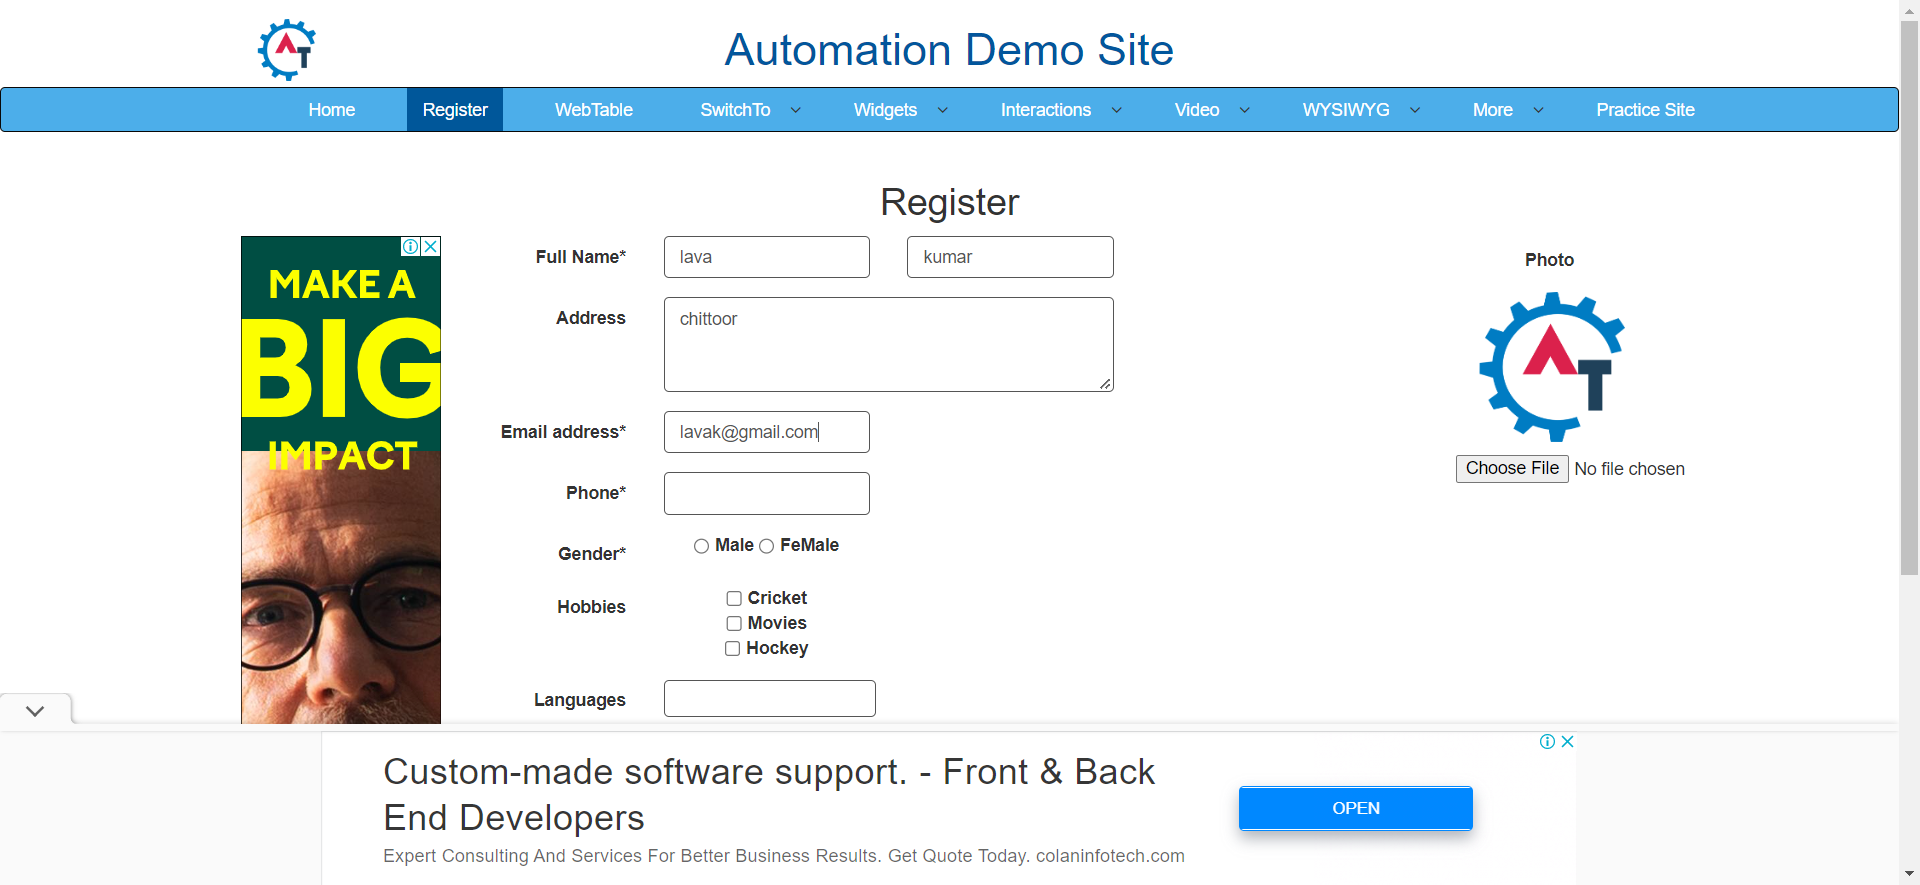 AT
Automation Demo Site
Home Register WebTable SwitchTo Widgets Interactions Video WYSIWYG More Practice Site
Register
MAKE A
BIG
IMPACT
Full Name* lava kumar
Address chittoor
Email address* lavak@gmail.com
Phone*
Gender* Male FeMale
Hobbies Cricket
Movies
Hockey
Languages
Photo
AT
Choose File No file chosen
Custom-made software support. - Front & Back
End Developers
Expert Consulting And Services For Better Business Results. Get Quote Today. colaninfotech.com
OPEN